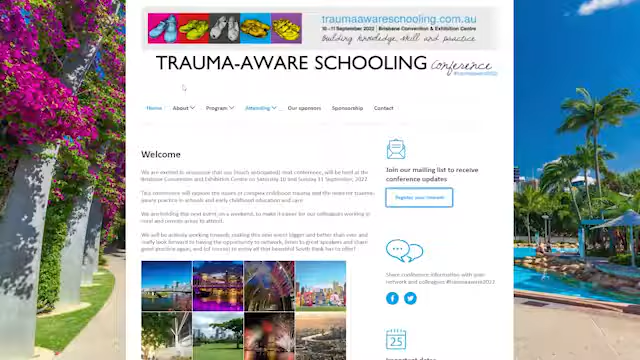 traumaawareschooling.com.au
10 - 11 September 2022 | Brisbane Convention & Exhibition Centre
building knowledge skill and practice
TRAUMA-AWARE SCHOOLING Conference
#traumaaware2022
Home About Program Attending Our sponsors Sponsorship Contact
Welcome
We are excited to announce that our (much anticipated) next conference, will be held at the
Brisbane Convention and Exhibition Centre on Saturday 10 and Sunday 11 September, 2022.
This conference will explore the issues of complex childhood trauma and the need for trauma-
aware practice in schools and early childhood education and care.
We are holding this next event on a weekend, to make it easier for our colleagues working in
rural and remote areas to attend.
We will be actively working towards making this next event bigger and better than ever and
really look forward to having the opportunity to network, listen to great speakers and share
good practice again, and (of course) to enjoy all that beautiful South Bank has to offer!
Join our mailing list to receive
conference updates
Register your interest
Share conference information with your
network and colleagues #traumaaware2022
25
Important dates